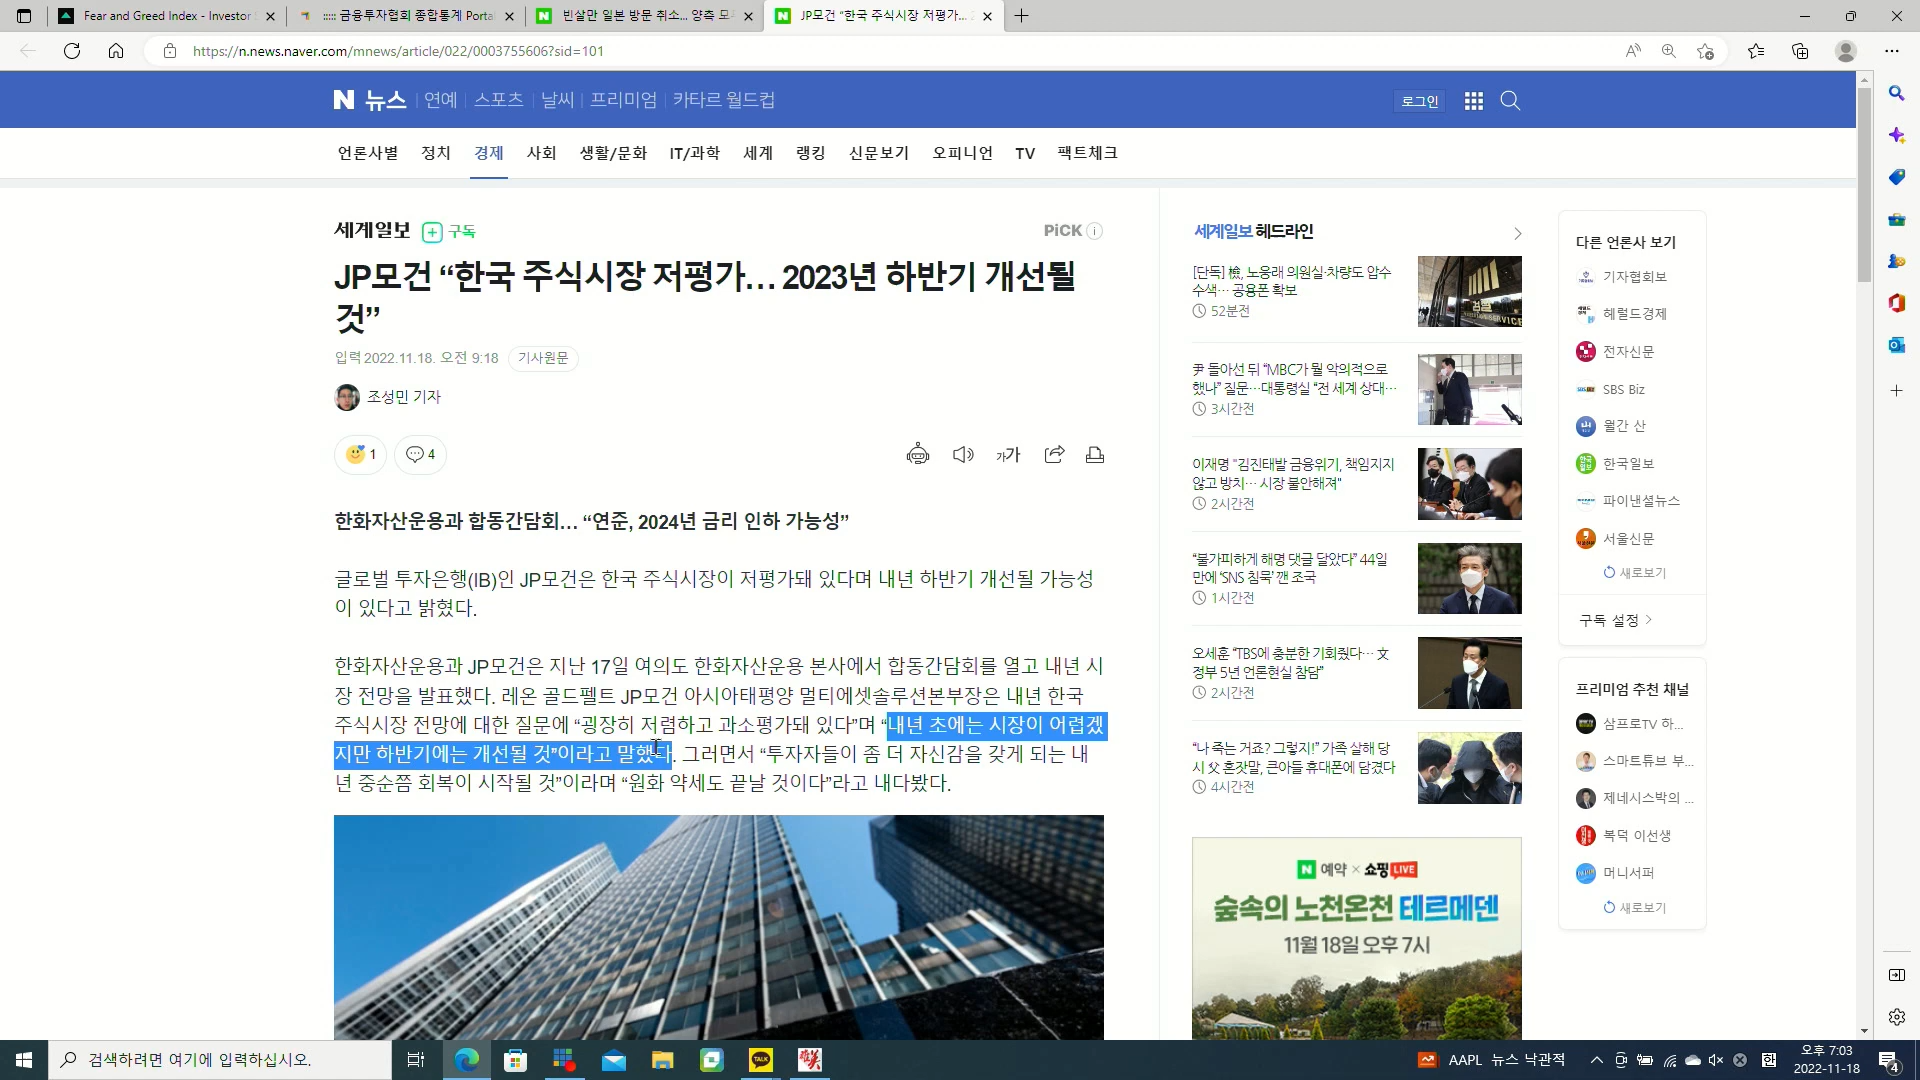 Fear and Greed Index - Investor
::::: 금융투자협회 종합통계 Portal
빈살만 일본 방문 취소... 양측 모
JP모건 “한국 주식시장 저평가...
https://n.news.naver.com/mnews/article/022/0003755606?sid=101
N 뉴스 연예 스포츠 날씨 프리미엄 카타르 월드컵
로그인
언론사별 정치 경제 사회 생활/문화 IT/과학 세계 랭킹 신문보기 오피니언 TV 팩트체크
세계일보 구독
PiCK
JP모건 “한국 주식시장 저평가… 2023년 하반기 개선될
것”
입력 2022.11.18. 오전 9:18 기사원문
조성민 기자
1 4
가가
한화자산운용과 합동간담회… “연준, 2024년 금리 인하 가능성”
글로벌 투자은행(IB)인 JP모건은 한국 주식시장이 저평가돼 있다며 내년 하반기 개선될 가능성
이 있다고 밝혔다.
한화자산운용과 JP모건은 지난 17일 여의도 한화자산운용 본사에서 합동간담회를 열고 내년 시
장 전망을 발표했다. 레온 골드펠트 JP모건 아시아태평양 멀티에셋솔루션본부장은 내년 한국
주식시장 전망에 대한 질문에 “굉장히 저렴하고 과소평가돼 있다”며 “내년 초에는 시장이 어렵겠
지만 하반기에는 개선될 것”이라고 말했다. 그러면서 “투자자들이 좀 더 자신감을 갖게 되는 내
년 중순쯤 회복이 시작될 것”이라며 “원화 약세도 끝날 것이다”라고 내다봤다.
세계일보 헤드라인
[단독] 檢, 노웅래 의원실·차량도 압수
수색… 공용폰 확보
52분전
尹 돌아선 뒤 “MBC가 뭘 악의적으로
했나” 질문…대통령실 “전 세계 상대…
3시간전
이재명 "김진태발 금융위기, 책임지지
않고 방치… 시장 불안해져"
2시간전
“불가피하게 해명 댓글 달았다” 44일
만에 ‘SNS 침묵’ 깬 조국
1시간전
오세훈 “TBS에 충분한 기회줬다… 文
정부 5년 언론현실 참담”
2시간전
“나 죽는 거죠? 그렇지!” 가족 살해 당
시 父 혼잣말, 큰아들 휴대폰에 담겼다
4시간전
N 예약 × 쇼핑LIVE
숲속의 노천온천 테르메덴
11월 18일 오후 7시
다른 언론사 보기
기자협회보
헤럴드경제
전자신문
SBS Biz
월간 산
한국일보
파이낸셜뉴스
서울신문
새로보기
구독 설정
프리미엄 추천 채널
삼프로TV 하...
스마트튜브 부...
제네시스박의 ...
복덕 이선생
머니서퍼
새로보기
검색하려면 여기에 입력하십시오.
TALK
AAPL 뉴스 낙관적
한
오후 7:03
2022-11-18
4